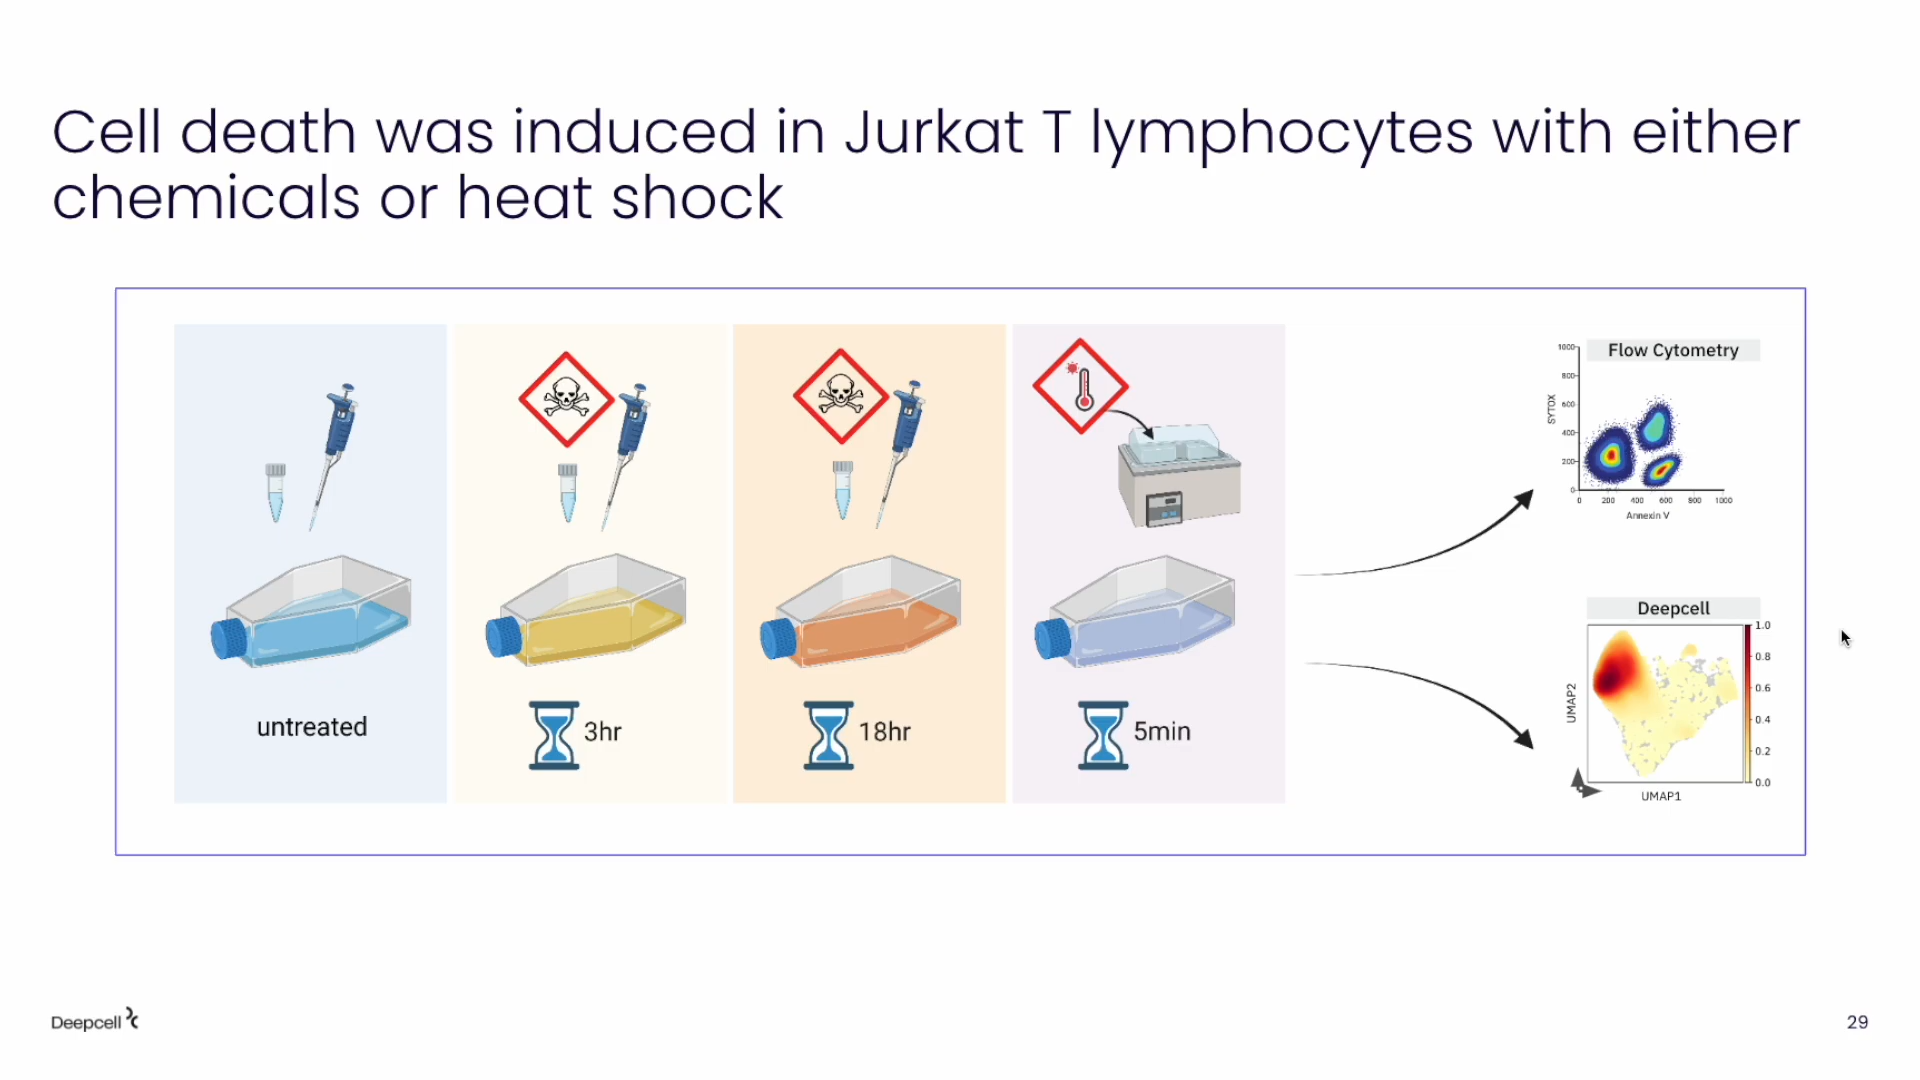 Cell death was induced in Jurkat T lymphocytes with either
chemicals or heat shock
untreated
3hr
18hr
5min
Flow Cytometry
1000
800
600
400
200
0
SYTOX
0 200 400 600 800 1000
Annexin V
Deepcell
1.0
0.8
0.6
0.4
0.2
0.0
UMAP2
UMAP1
Deepcell
29